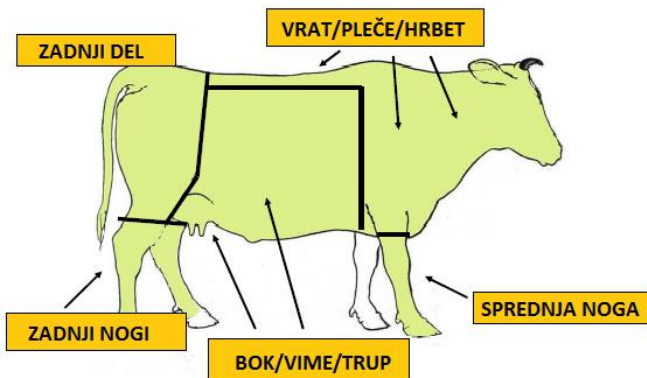 VRAT/PLEČE/HRBET
ZADNJI DEL
SPREDNJA NOGA
ZADNJI NOGI
BOK/VIME/TRUP